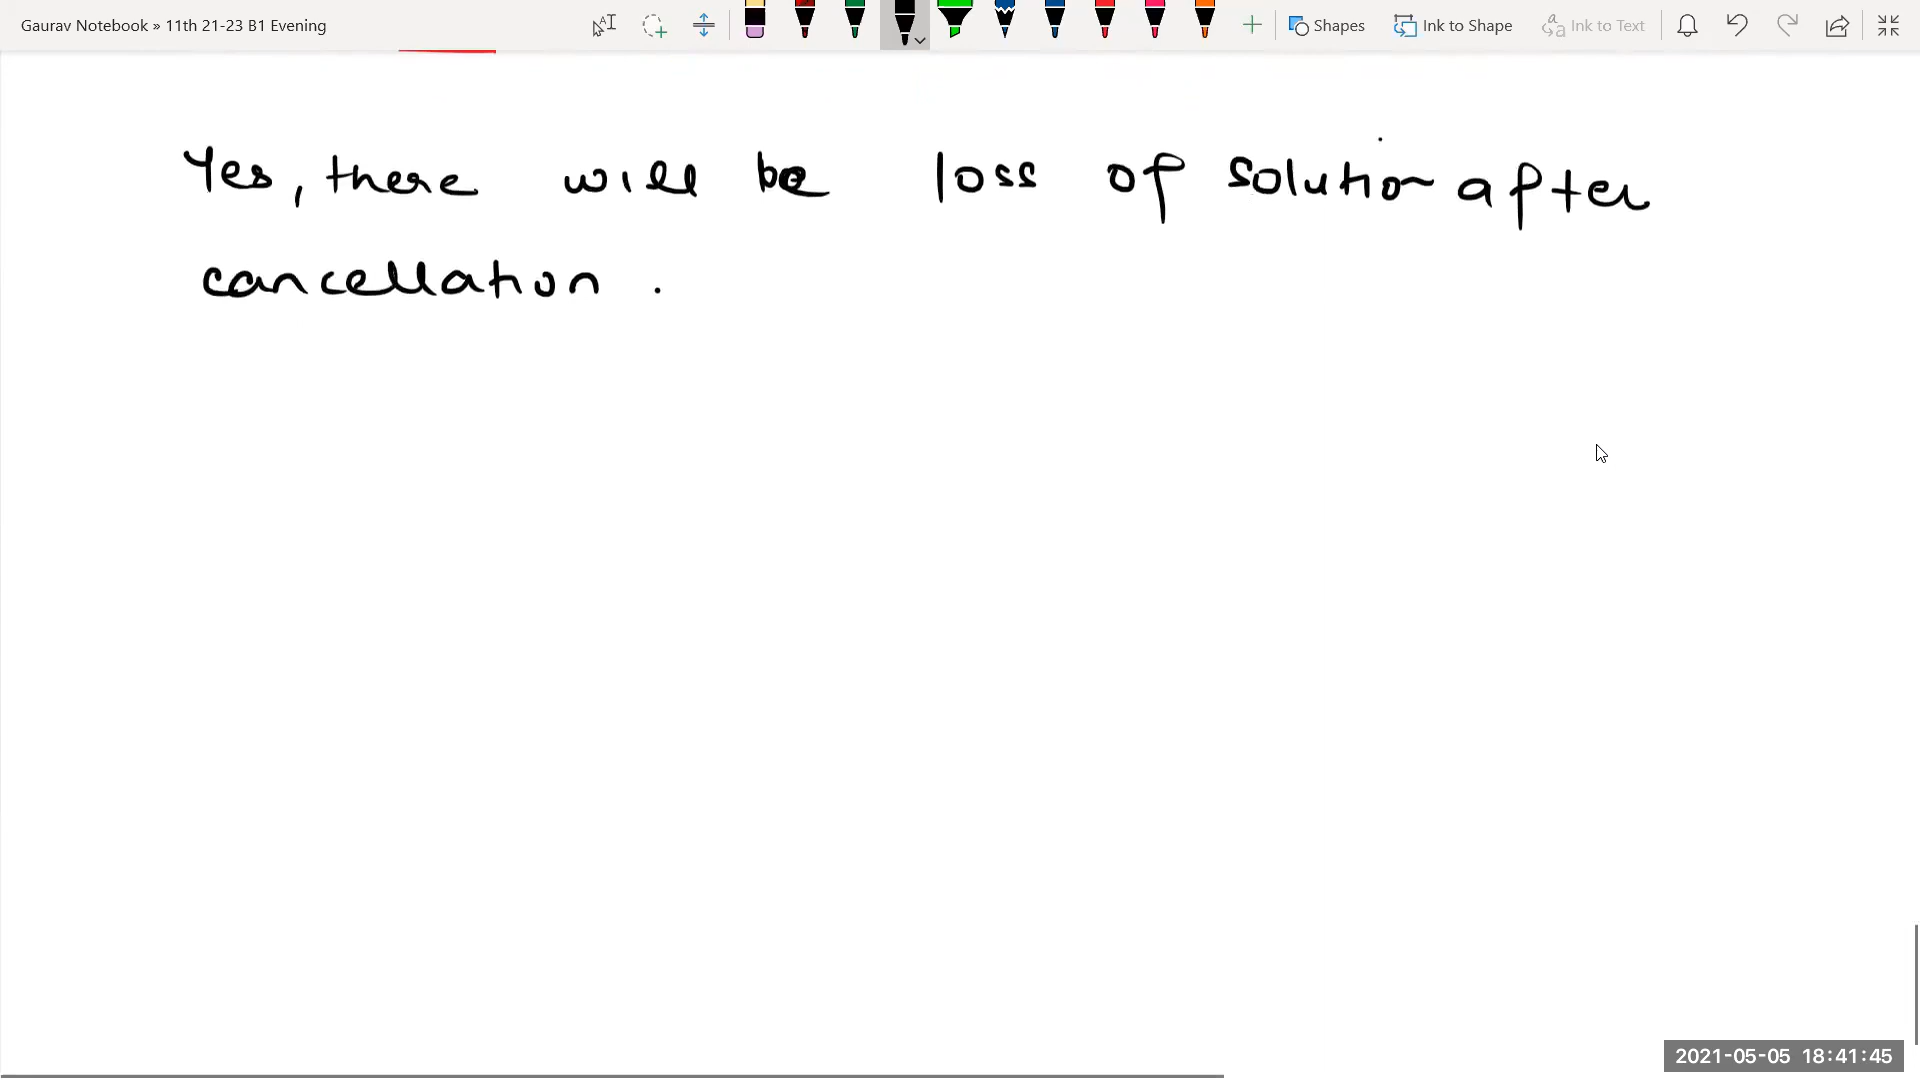 Gaurav Notebook » 11th 21-23 B1 Evening
Shapes
Ink to Shape
Ink to Text
Yes, there will be loss of solution after
cancellation.
2021-05-05 18:41:45